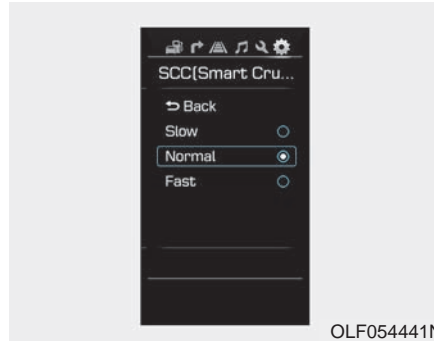 SCC(Smart Cru...
Back
Slow
Normal
Fast
OLF054441N